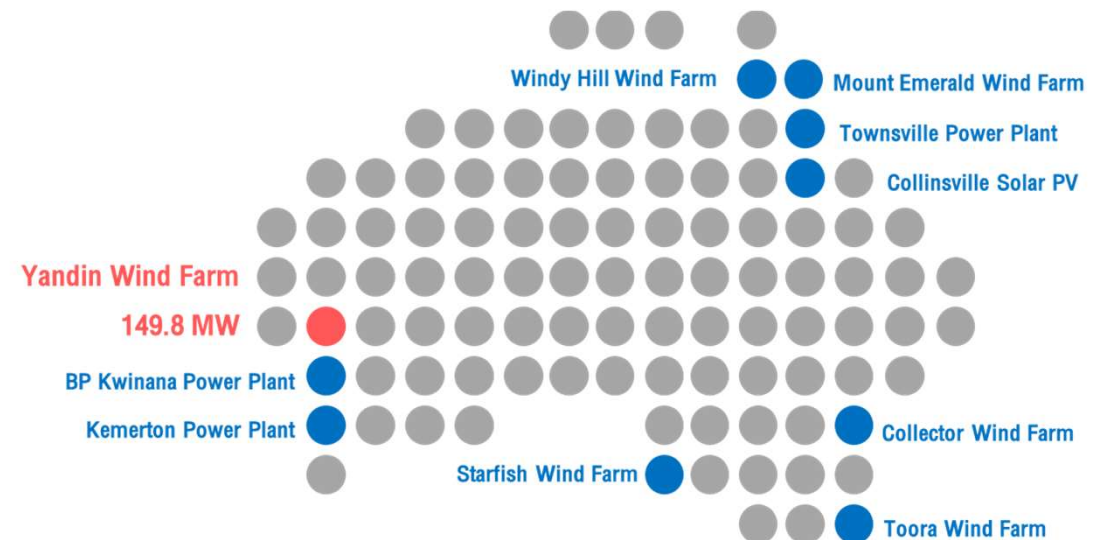 Windy Hill Wind Farm
Mount Emerald Wind Farm
Townsville Power Plant
Collinsville Solar PV
Yandin Wind Farm
149.8 MW
BP Kwinana Power Plant
Kemerton Power Plant
Collector Wind Farm
Starfish Wind Farm
Toora Wind Farm